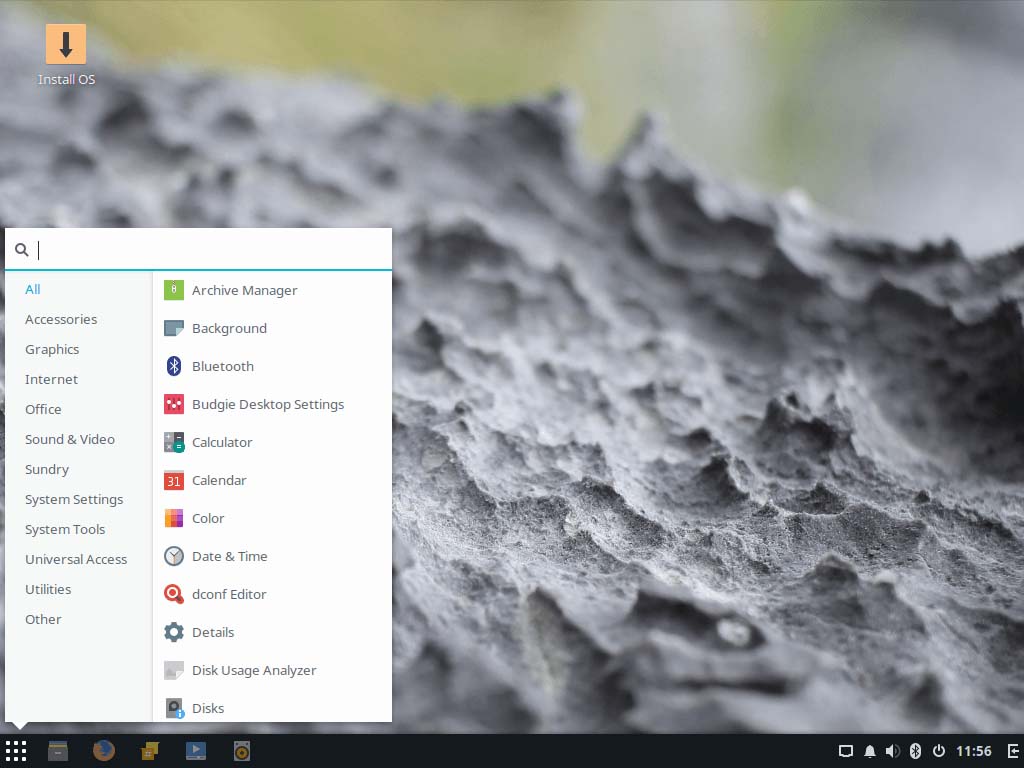 Install OS
All
Accessories
Graphics
Internet
Office
Sound & Video
Sundry
System Settings
System Tools
Universal Access
Utilities
Other
Archive Manager
Background
Bluetooth
Budgie Desktop Settings
Calculator
31
Calendar
Color
Date & Time
dconf Editor
Details
Disk Usage Analyzer
Disks
11:56